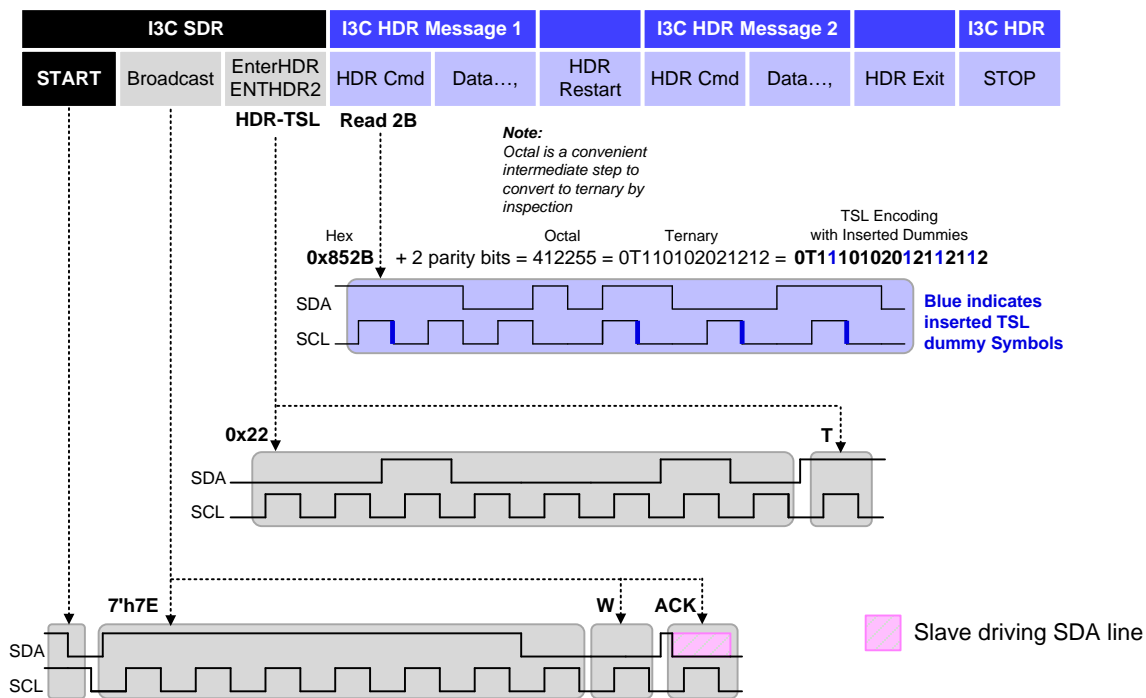 I3C SDR I3C HDR Message 1 I3C HDR Message 2 I3C HDR
START Broadcast EnterHDR ENTHDR2 HDR Cmd Data…, HDR Restart HDR Cmd Data…, HDR Exit STOP
HDR-TSL Read 2B
Note:
Octal is a convenient
intermediate step to
convert to ternary by
inspection
TSL Encoding
with Inserted Dummies
Hex Octal Ternary
0x852B + 2 parity bits = 412255 = 0T110102021212 = 0T1110102012112112
SDA
SCL
Blue indicates
inserted TSL
dummy Symbols
0x22 T
SDA
SCL
7'h7E W ACK
SDA
SCL
Slave driving SDA line